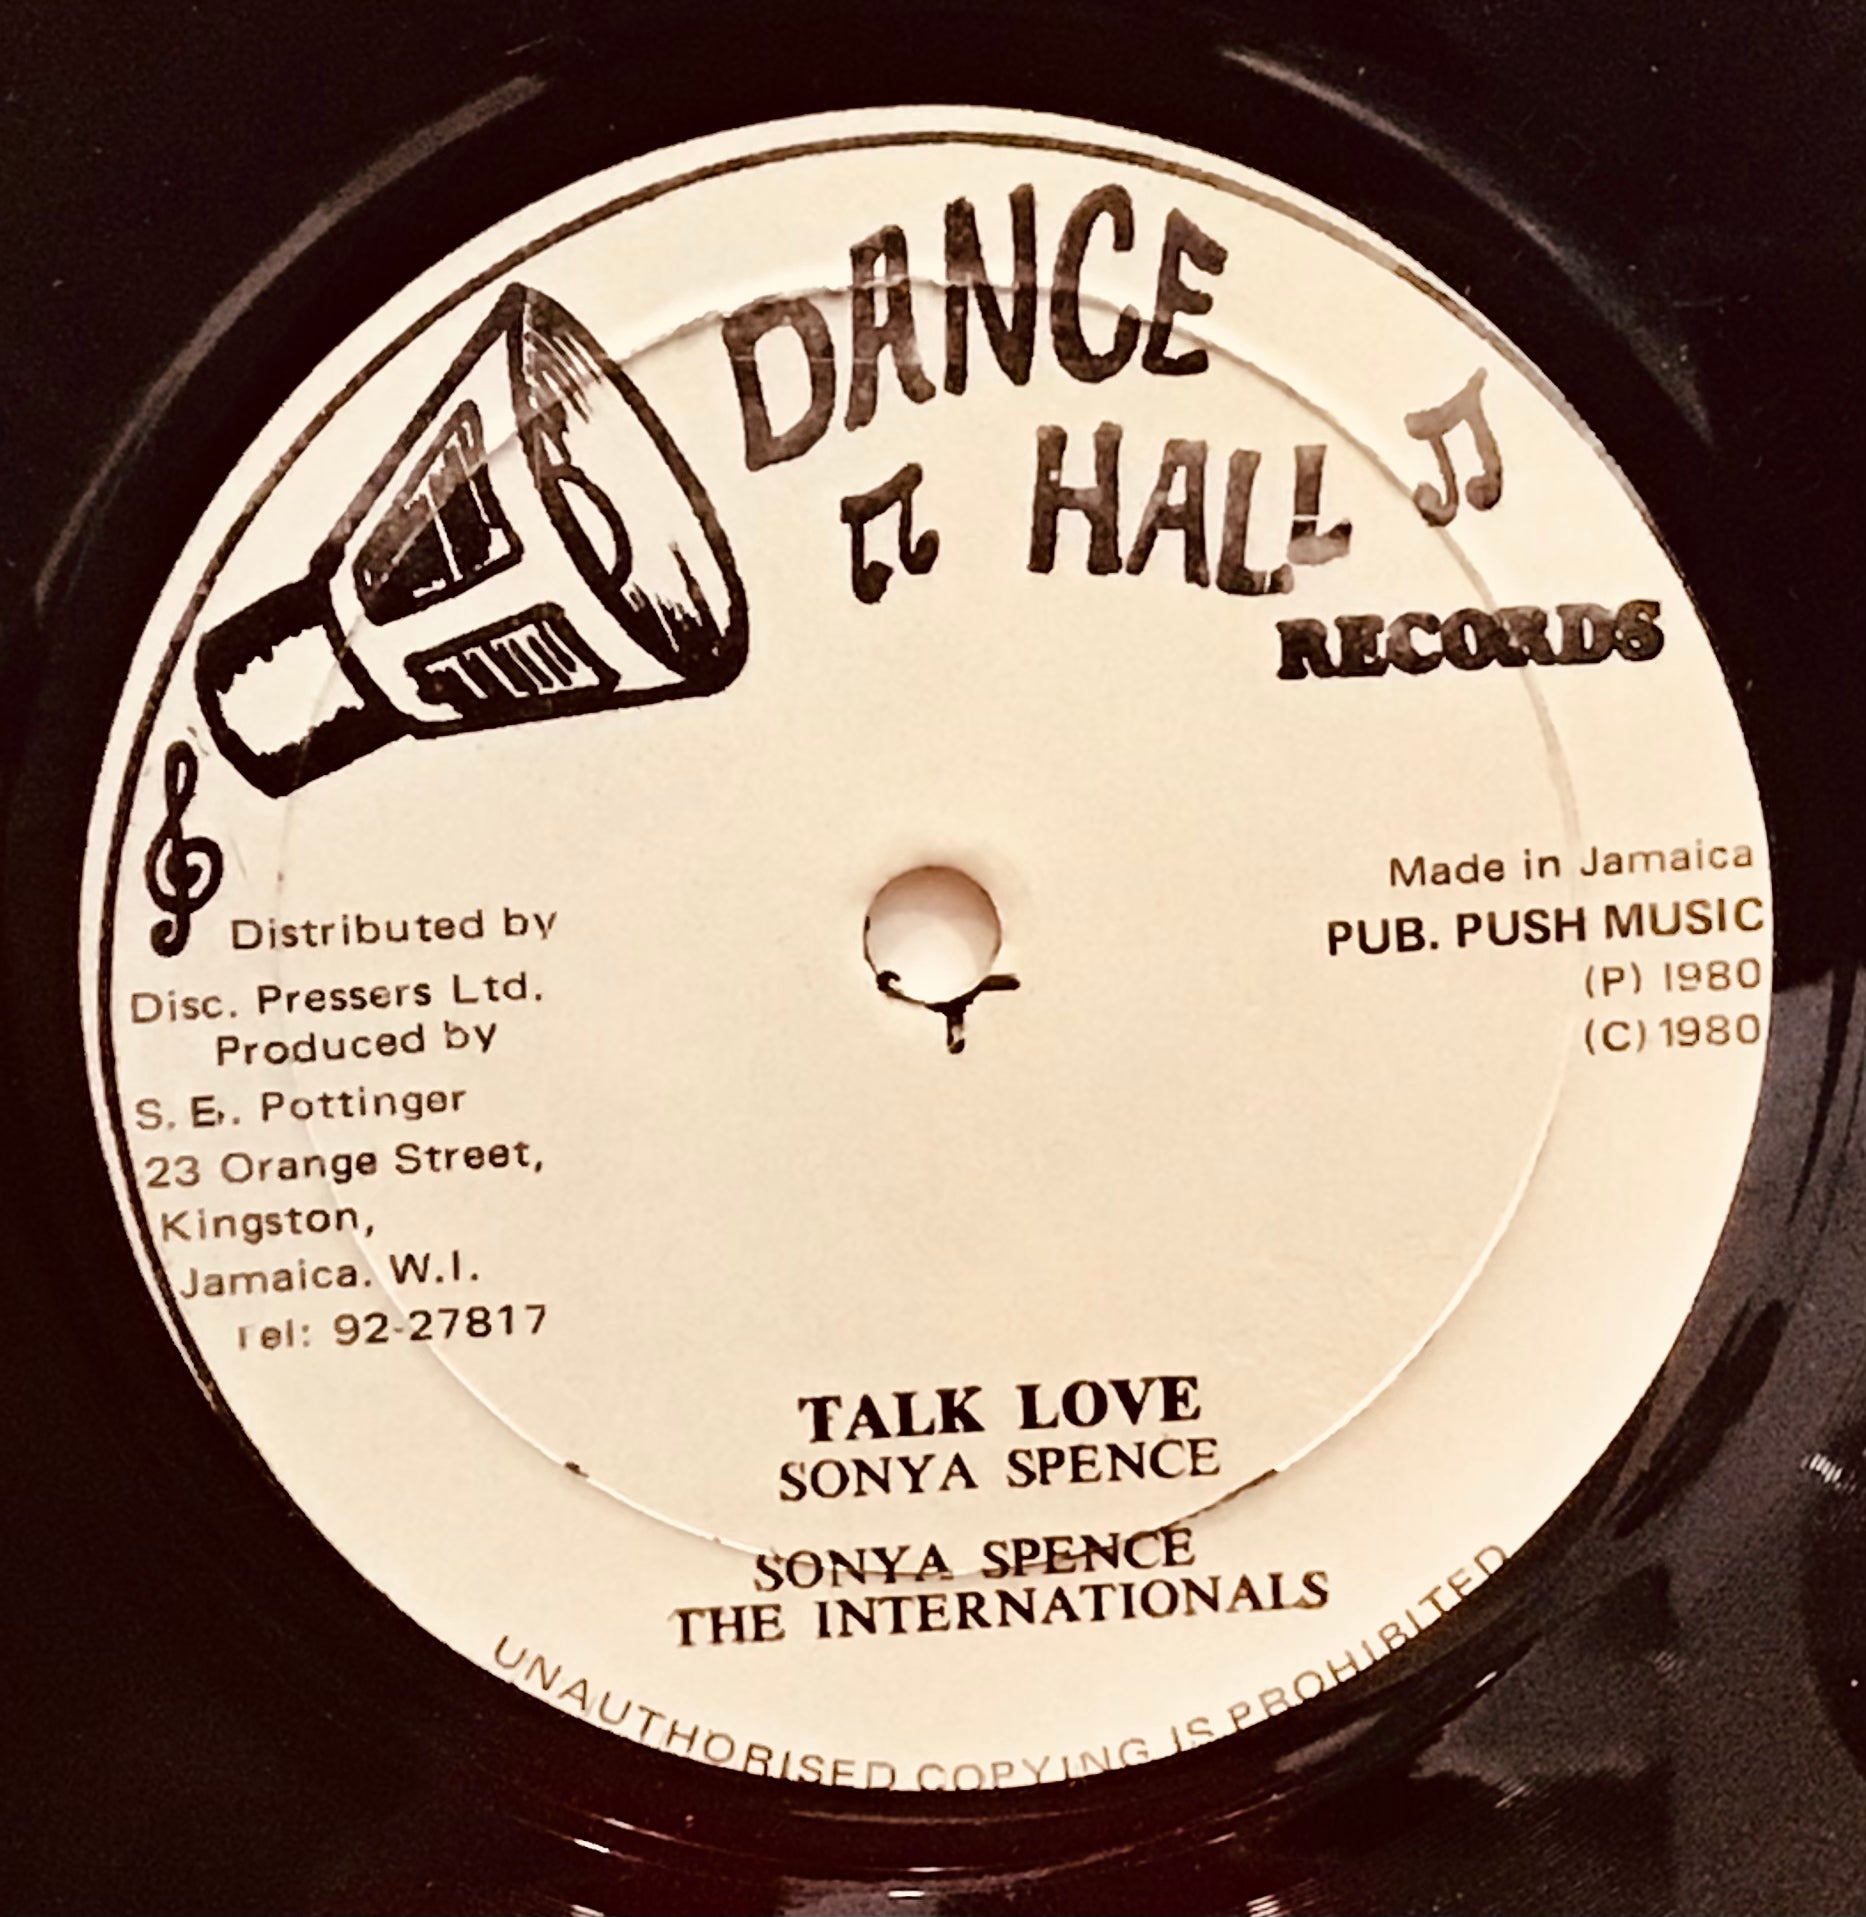 DANCE
HALL
RECORDS
Distributed by
Disc. Pressers Ltd.
Produced by
S. E. Pottinger
23 Orange Street,
Kingston,
Jamaica. W.I.
Tel: 92-27817
Made in Jamaica
PUB. PUSH MUSIC
(P) 1980
(C) 1980
TALK LOVE
SONYA SPENCE
SONYA SPENCE
THE INTERNATIONALS
UNAUTHORISED COPYING IS PROHIBITED